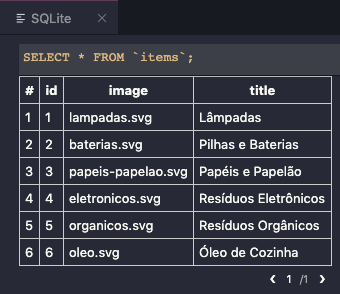 SQLite
SELECT * FROM `items`;
# id image title
1 1 lampadas.svg Lâmpadas
2 2 baterias.svg Pilhas e Baterias
3 3 papeis-papelao.svg Papéis e Papelão
4 4 eletronicos.svg Resíduos Eletrônicos
5 5 organicos.svg Resíduos Orgânicos
6 6 oleo.svg Óleo de Cozinha
1 /1